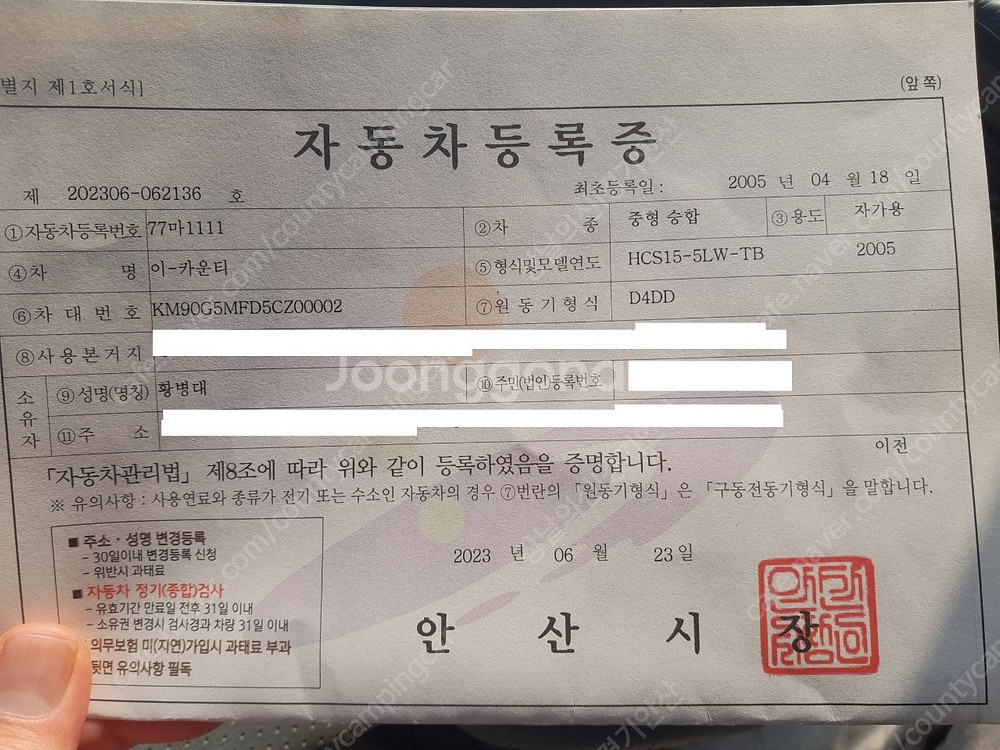 별지 제1호서식]
(앞 쪽)
자동차등록증
제 202306-062136 호
최초등록일 : 2005 년 04 월 18 일
①자동차등록번호 77마1111 ②차 종 중형 승합 ③용도 자가용
④차 명 이-카운티 ⑤형식및모델연도 HCS15-5LW-TB 2005
⑥차 대 번 호 KM90G5MFD5CZ00002 ⑦원 동 기 형 식 D4DD
⑧사 용 본 거 지
소유자 ⑨성명(명칭) 황병대 ⑩주민(법인)등록번호
⑪주 소
이전
「자동차관리법」 제8조에 따라 위와 같이 등록하였음을 증명합니다.
※ 유의사항 : 사용연료와 종류가 전기 또는 수소인 자동차의 경우 ⑦번란의 「원동기형식」은 「구동전동기형식」을 말합니다.
■ 주소 · 성명 변경등록
- 30일이내 변경등록 신청
- 위반시 과태료
■ 자동차 정기(종합)검사
- 유효기간 만료일 전후 31일 이내
- 소유권 변경시 검사경과 차량 31일 이내
의무보험 미(지연)가입시 과태료 부과
뒷면 유의사항 필독
2023 년 06 월 23 일
안 산 시 장
Joonggona